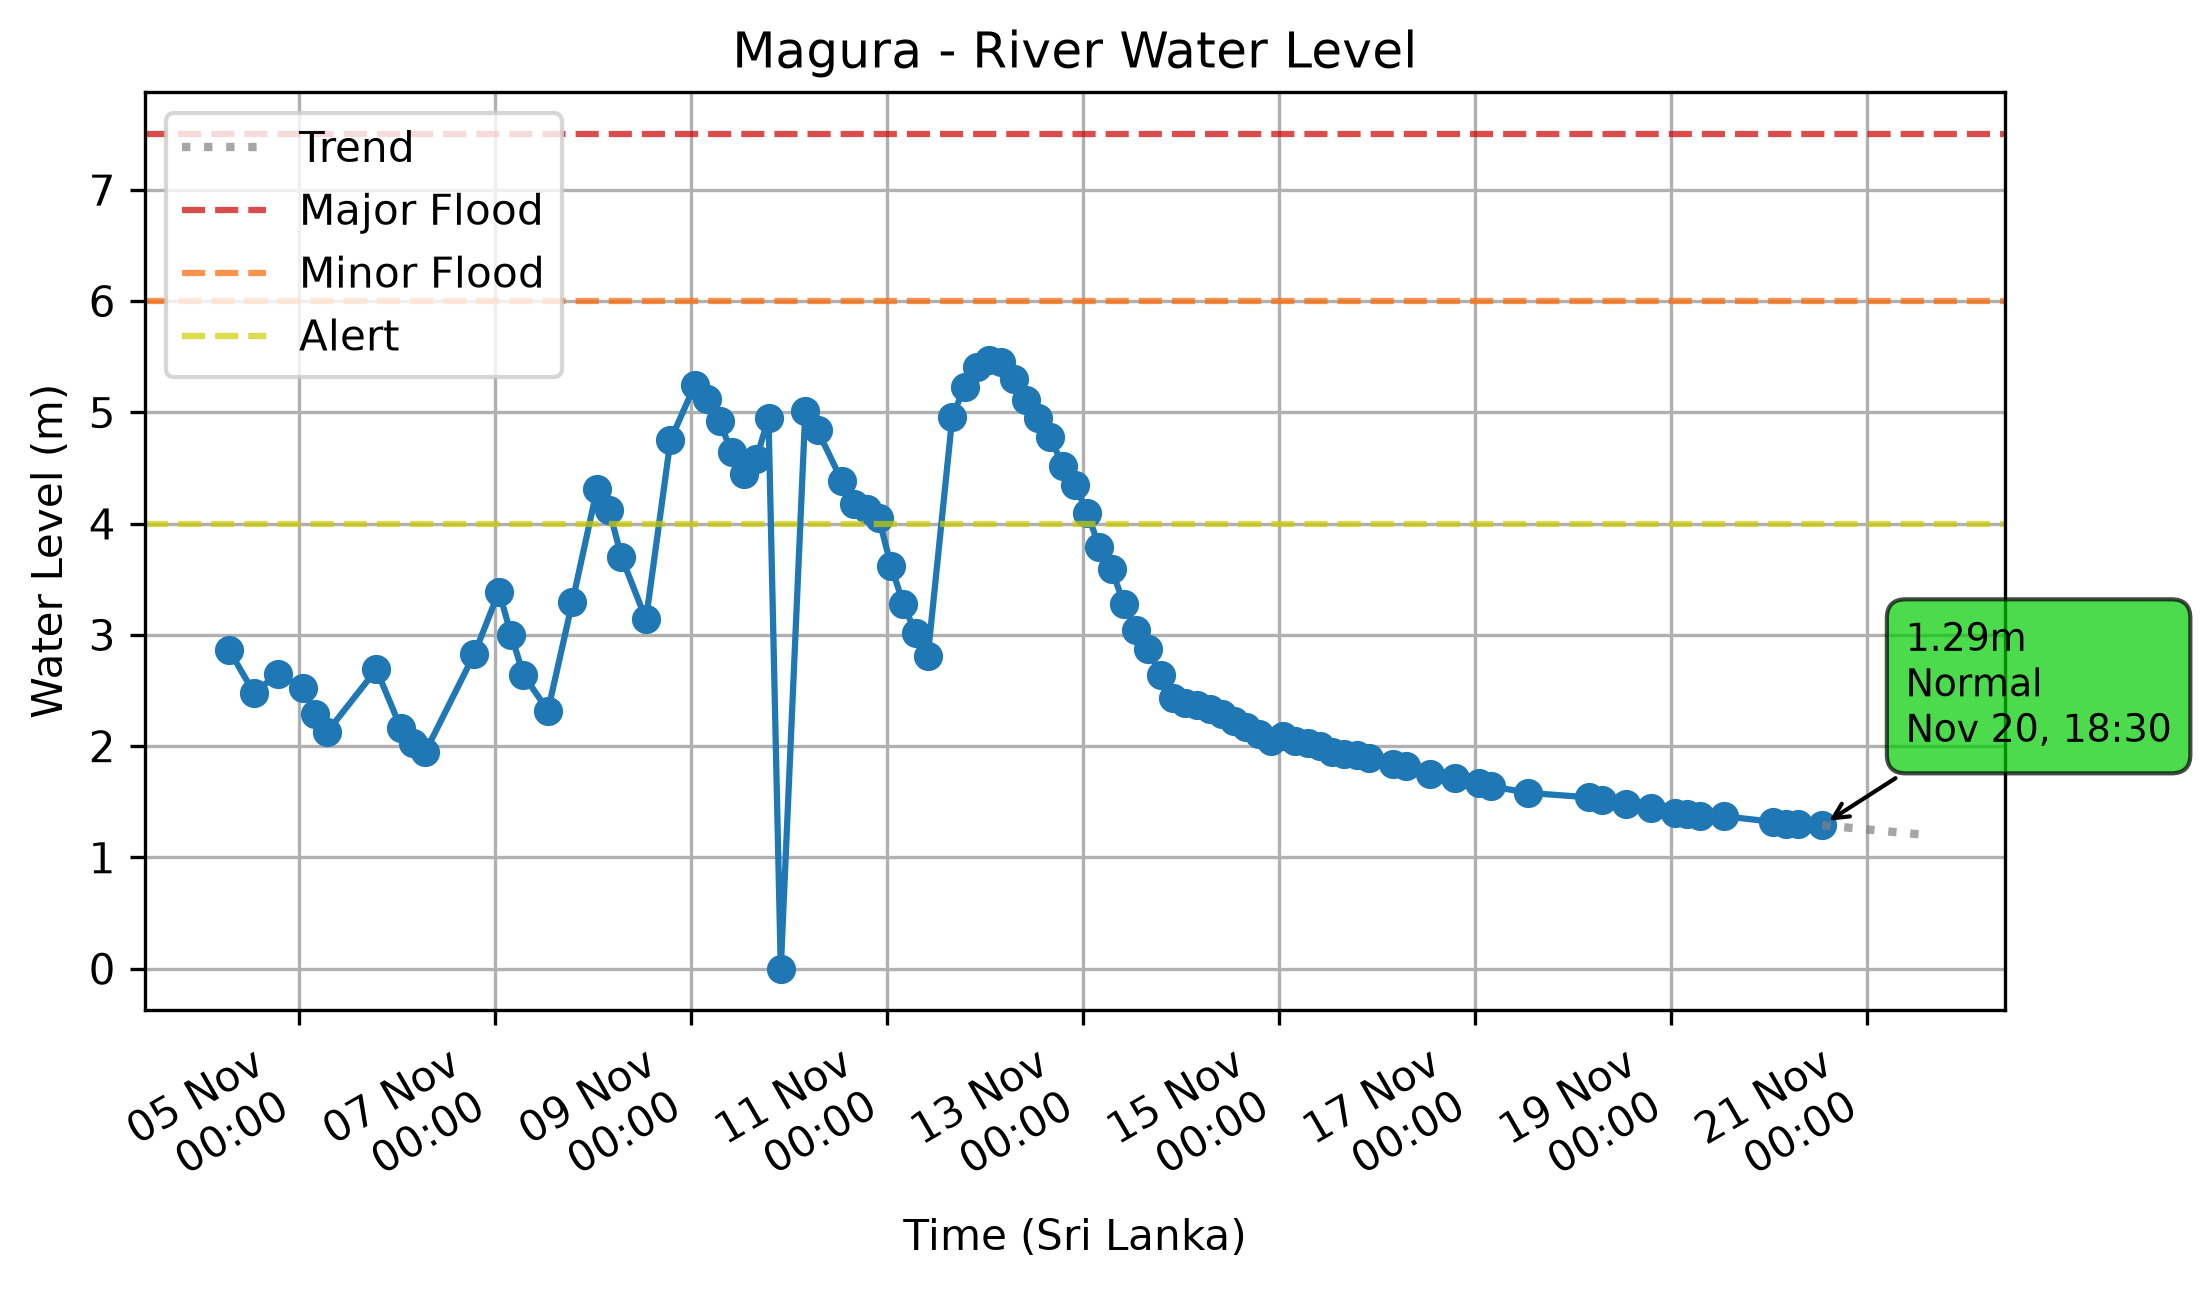 Magura - River Water Level
Trend
Major Flood
Minor Flood
Alert
Water Level (m)
7
6
5
4
3
2
1
0
1.29m
Normal
Nov 20, 18:30
05 Nov
00:00
07 Nov
00:00
09 Nov
00:00
11 Nov
00:00
13 Nov
00:00
15 Nov
00:00
17 Nov
00:00
19 Nov
00:00
21 Nov
00:00
Time (Sri Lanka)